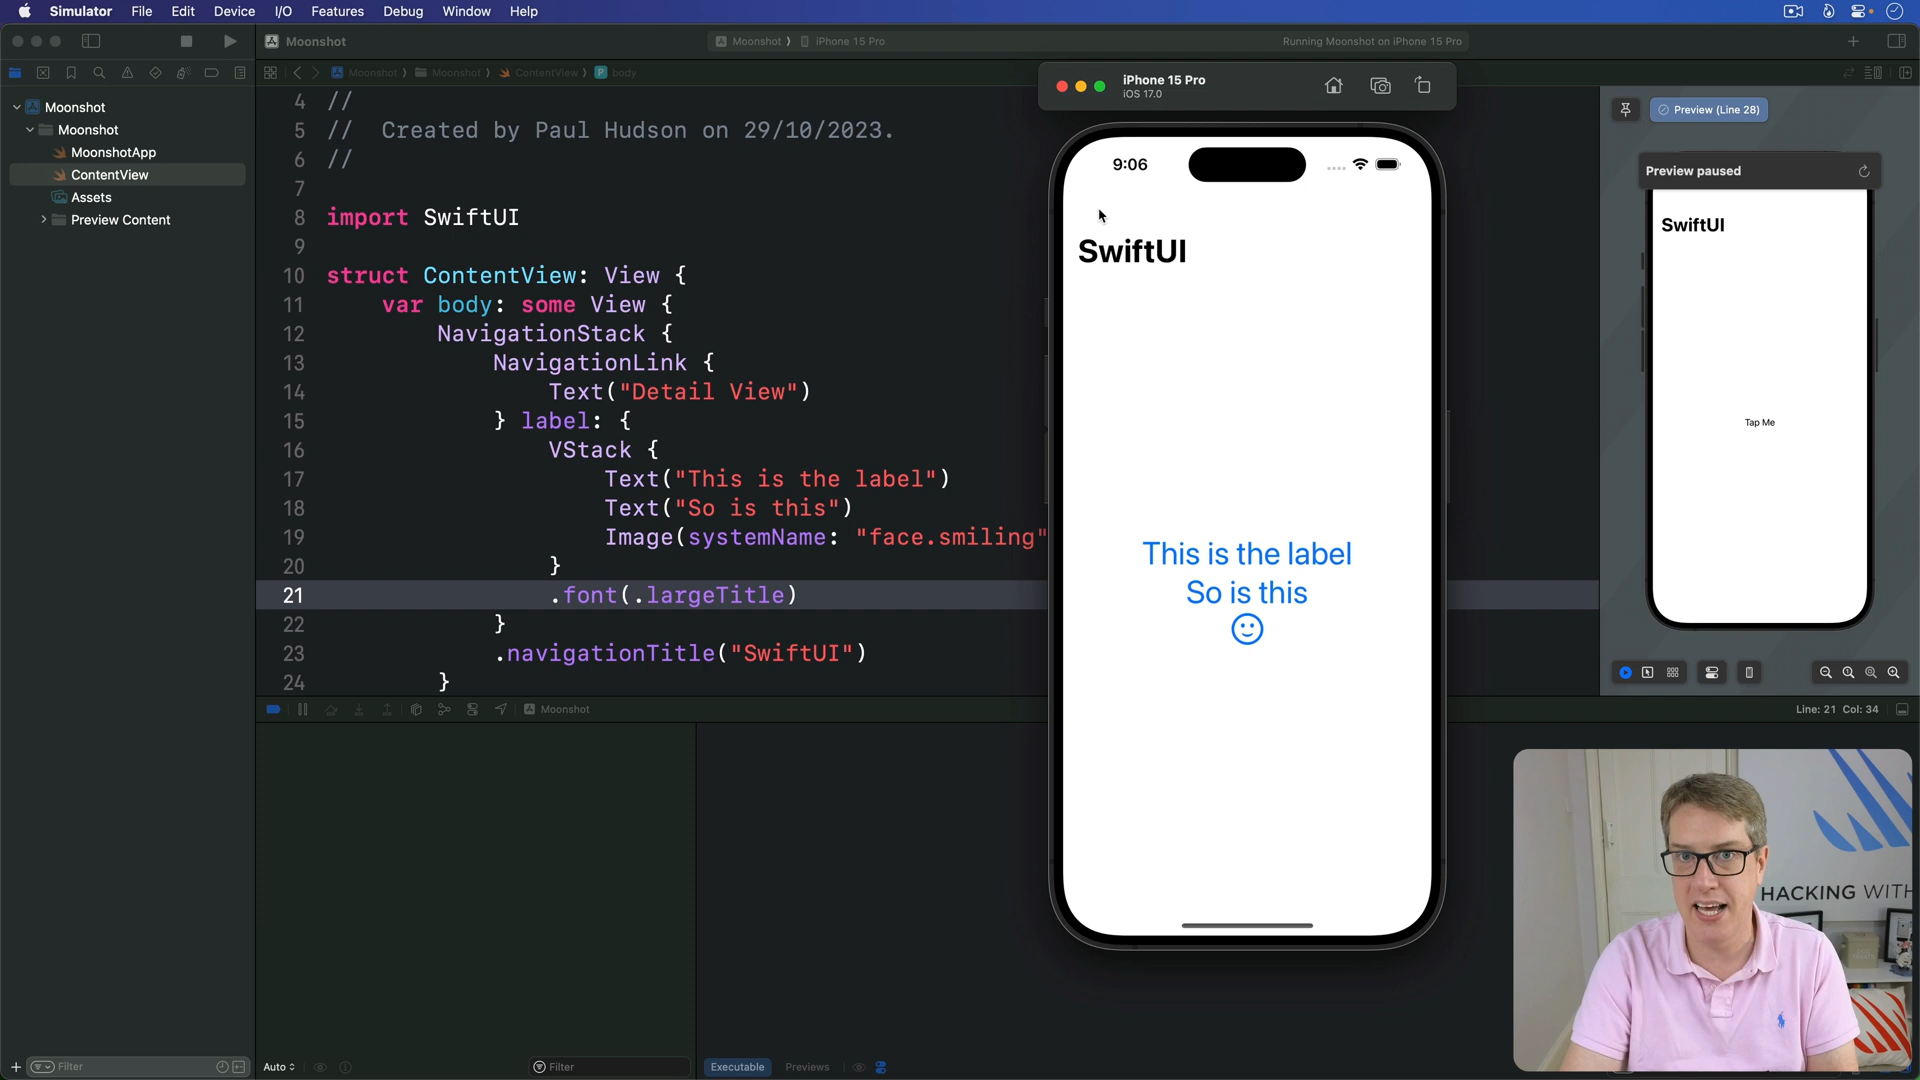 Simulator File Edit Device I/O Features Debug Window Help
Moonshot
Moonshot iPhone 15 Pro
Running Moonshot on iPhone 15 Pro
Moonshot Moonshot ContentView body
Moonshot
Moonshot
MoonshotApp
ContentView
Assets
Preview Content
4 //
5 // Created by Paul Hudson on 29/10/2023.
6 //
7
8 import SwiftUI
9
10 struct ContentView: View {
11 var body: some View {
12 NavigationStack {
13 NavigationLink {
14 Text("Detail View")
15 } label: {
16 VStack {
17 Text("This is the label")
18 Text("So is this")
19 Image(systemName: "face.smiling"
20 }
21 .font(.largeTitle)
22 }
23 .navigationTitle("SwiftUI")
24 }
iPhone 15 Pro
iOS 17.0
9:06
SwiftUI
This is the label
So is this
Preview (Line 28)
Preview paused
SwiftUI
Tap Me
Moonshot
Line: 21 Col: 34
HACKING WITH
Filter
Auto
Filter
Executable Previews